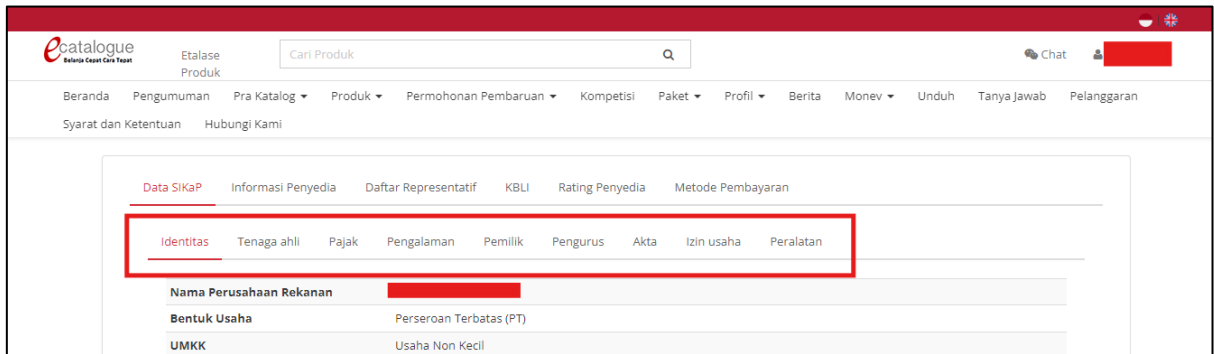 ecatalogue
Belanja Cepat Cara Tepat
Etalase Produk
Cari Produk
Chat
Beranda Pengumuman Pra Katalog Produk Permohonan Pembaruan Kompetisi Paket Profil Berita Monev Unduh Tanya Jawab Pelanggaran
Syarat dan Ketentuan Hubungi Kami
Data SIKaP Informasi Penyedia Daftar Representatif KBLI Rating Penyedia Metode Pembayaran
Identitas Tenaga ahli Pajak Pengalaman Pemilik Pengurus Akta Izin usaha Peralatan
Nama Perusahaan Rekanan
Bentuk Usaha Perseroan Terbatas (PT)
UMKK Usaha Non Kecil